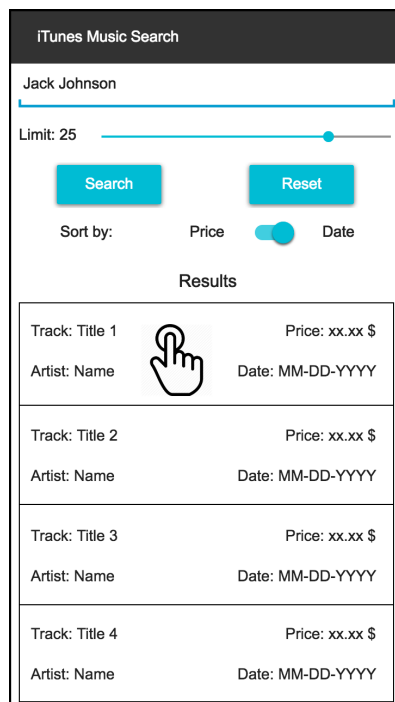 iTunes Music Search
Jack Johnson
Limit: 25
Search Reset
Sort by: Price Date
Results
Track: Title 1 Price: xx.xx $
Artist: Name Date: MM-DD-YYYY
Track: Title 2 Price: xx.xx $
Artist: Name Date: MM-DD-YYYY
Track: Title 3 Price: xx.xx $
Artist: Name Date: MM-DD-YYYY
Track: Title 4 Price: xx.xx $
Artist: Name Date: MM-DD-YYYY